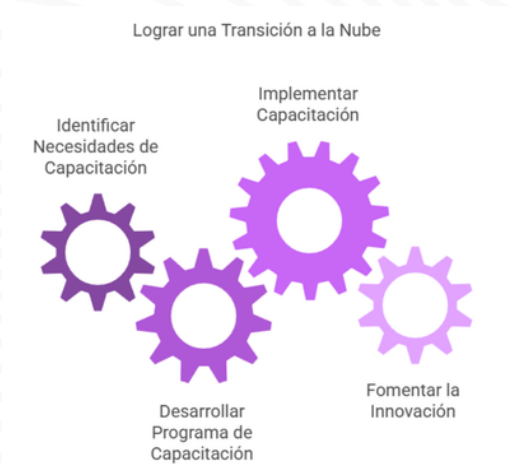 Lograr una Transición a la Nube
Implementar
Capacitación
Identificar
Necesidades de
Capacitación
Desarrollar
Programa de
Capacitación
Fomentar la
Innovación